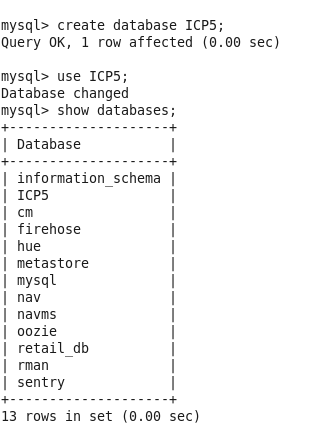 mysql> create database ICP5;
Query OK, 1 row affected (0.00 sec)

mysql> use ICP5;
Database changed
mysql> show databases;
+--------------------+
| Database           |
+--------------------+
| information_schema |
| ICP5               |
| cm                 |
| firehose           |
| hue                |
| metastore          |
| mysql              |
| nav                |
| navms              |
| oozie              |
| retail_db          |
| rman               |
| sentry             |
+--------------------+
13 rows in set (0.00 sec)